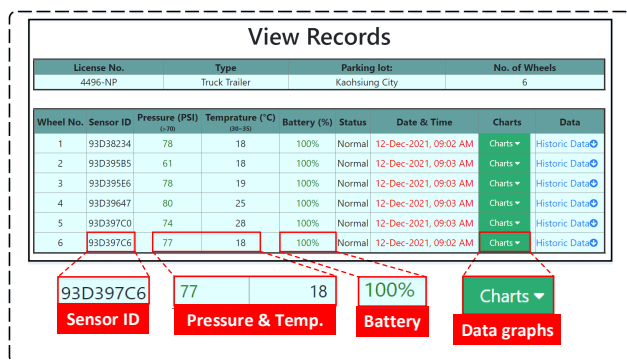 View Records
License No. Type Parking lot: No. of Wheels
4496-NP Truck Trailer Kaohsiung City 6
Wheel No. Sensor ID Pressure (PSI) Temprature (°C) Battery (%) Status Date & Time Charts Data
(>70) (30~35)
1 93D38234 78 18 100% Normal 12-Dec-2021, 09:02 AM Charts Historic Data
2 93D395B5 61 18 100% Normal 12-Dec-2021, 09:03 AM Charts Historic Data
3 93D395E6 78 19 100% Normal 12-Dec-2021, 09:03 AM Charts Historic Data
4 93D39647 80 25 100% Normal 12-Dec-2021, 09:03 AM Charts Historic Data
5 93D397C0 74 28 100% Normal 12-Dec-2021, 09:03 AM Charts Historic Data
6 93D397C6 77 18 100% Normal 12-Dec-2021, 09:02 AM Charts Historic Data
93D397C6 77 18 100% Charts
Sensor ID Pressure & Temp. Battery Data graphs